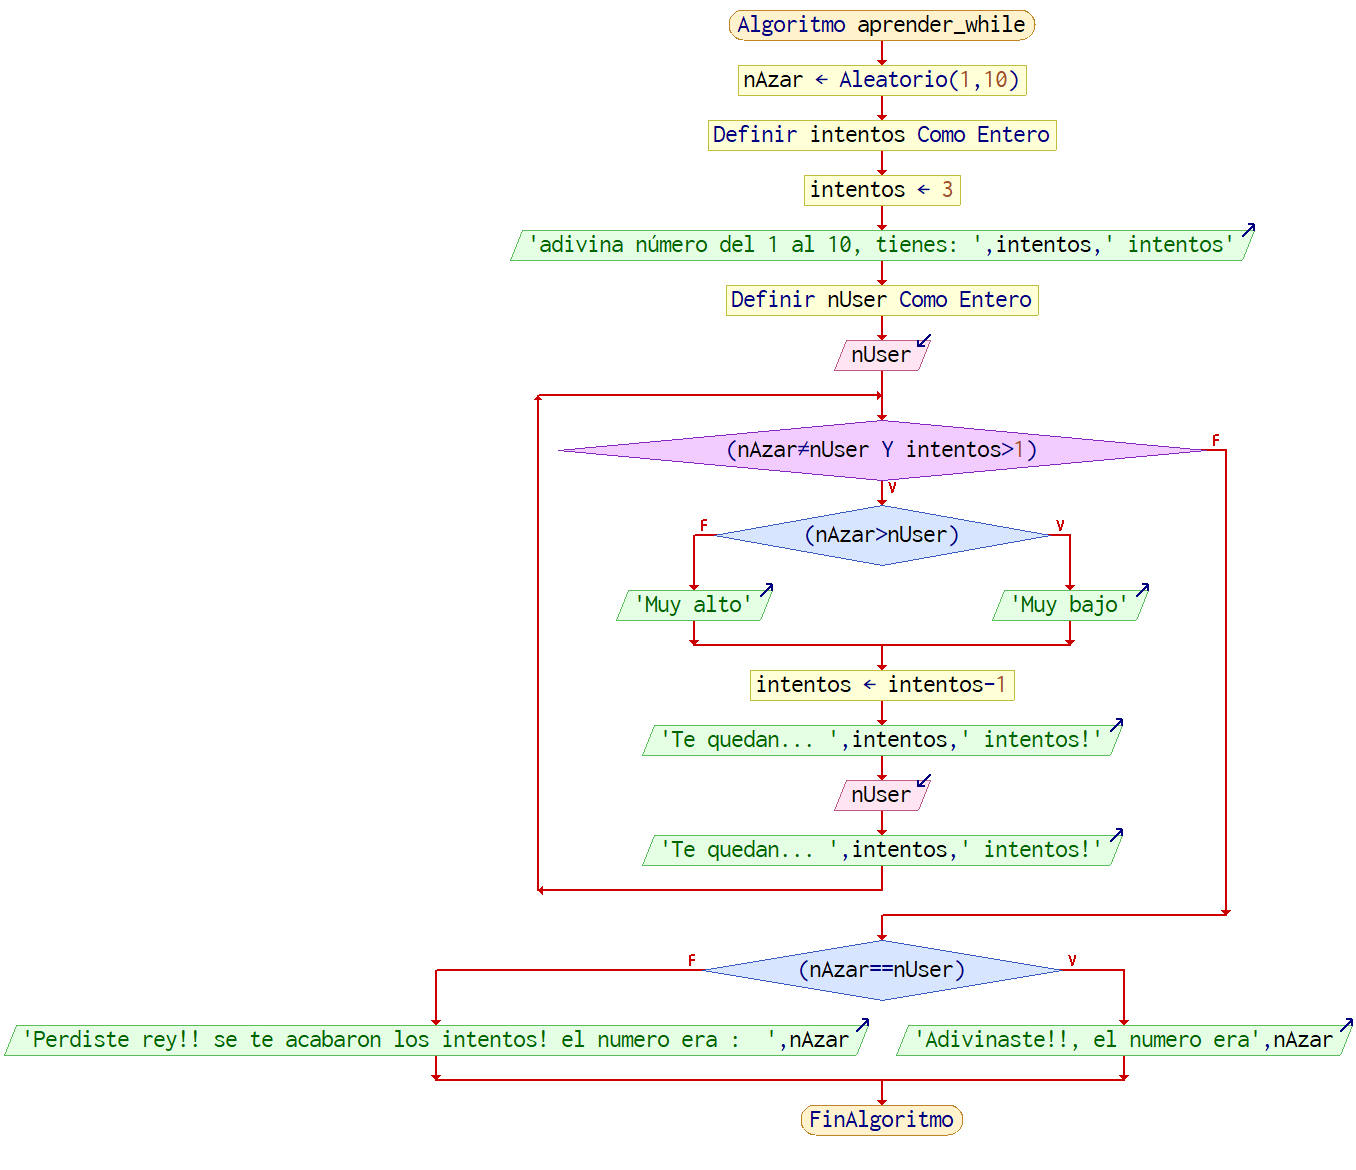 Algoritmo aprender_while
nAzar ← Aleatorio(1,10)
Definir intentos Como Entero
intentos ← 3
'adivina número del 1 al 10, tienes: ',intentos,' intentos'
Definir nUser Como Entero
nUser
(nAzar≠nUser Y intentos>1)
F
V
(nAzar>nUser)
F
V
'Muy alto'
'Muy bajo'
intentos ← intentos-1
'Te quedan... ',intentos,' intentos!'
nUser
'Te quedan... ',intentos,' intentos!'
(nAzar==nUser)
F
V
'Perdiste rey!! se te acabaron los intentos! el numero era :  ',nAzar
'Adivinaste!!, el numero era',nAzar
FinAlgoritmo